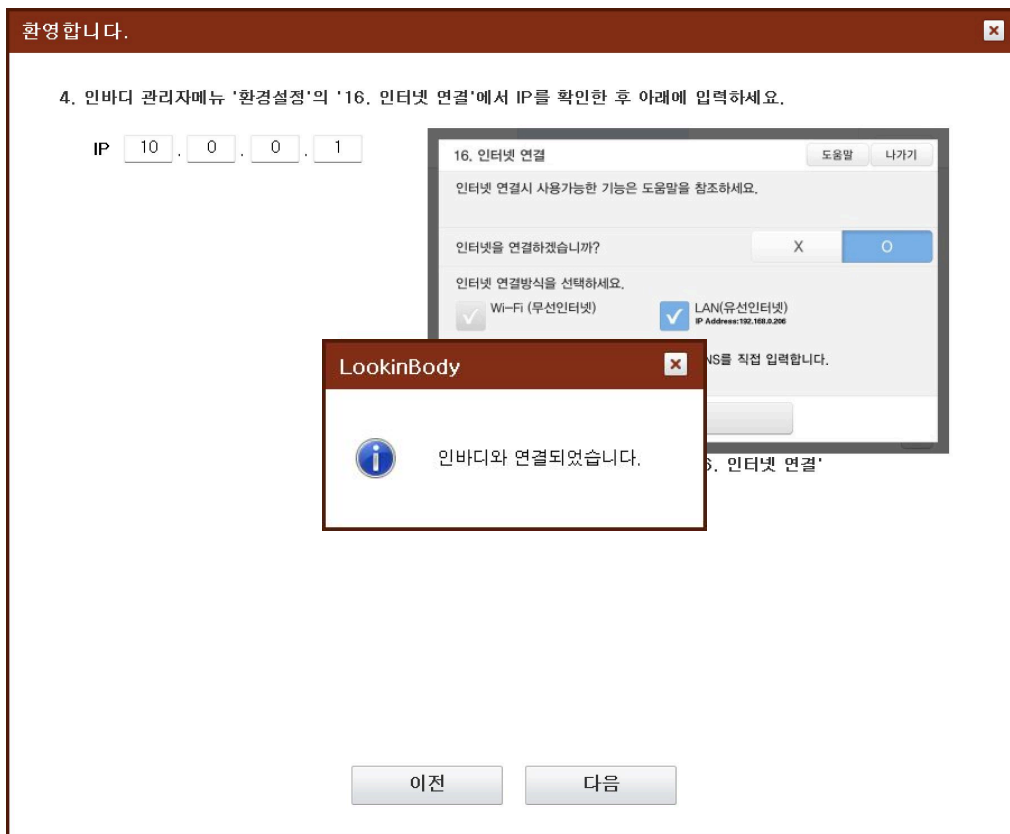 환영합니다.
4. 인바디 관리자메뉴 '환경설정'의 '16. 인터넷 연결'에서 IP를 확인한 후 아래에 입력하세요.
IP 10 . 0 . 0 . 1
16. 인터넷 연결 도움말 나가기
인터넷 연결시 사용가능한 기능은 도움말을 참조하세요.
인터넷을 연결하겠습니까? X O
인터넷 연결방식을 선택하세요.
Wi-Fi (무선인터넷) LAN(유선인터넷)
IP Address:192.168.0.206
를 직접 입력합니다.
LookinBody
인바디와 연결되었습니다.
. 인터넷 연결'
이전 다음